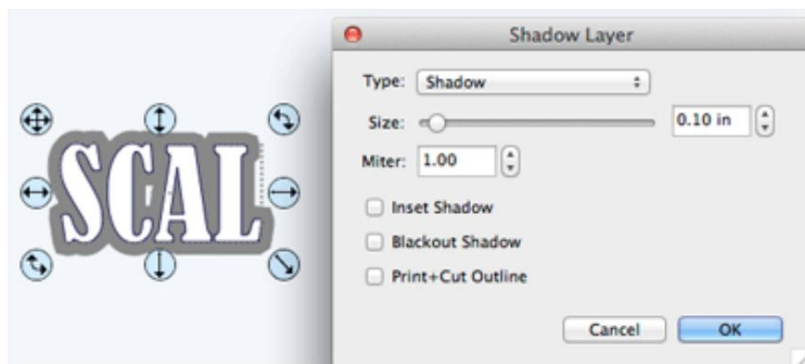 Shadow Layer
Type: Shadow
Size: 0.10 in
SCAL
Miter: 1.00
Inset Shadow
Blackout Shadow
Print+Cut Outline
Cancel OK